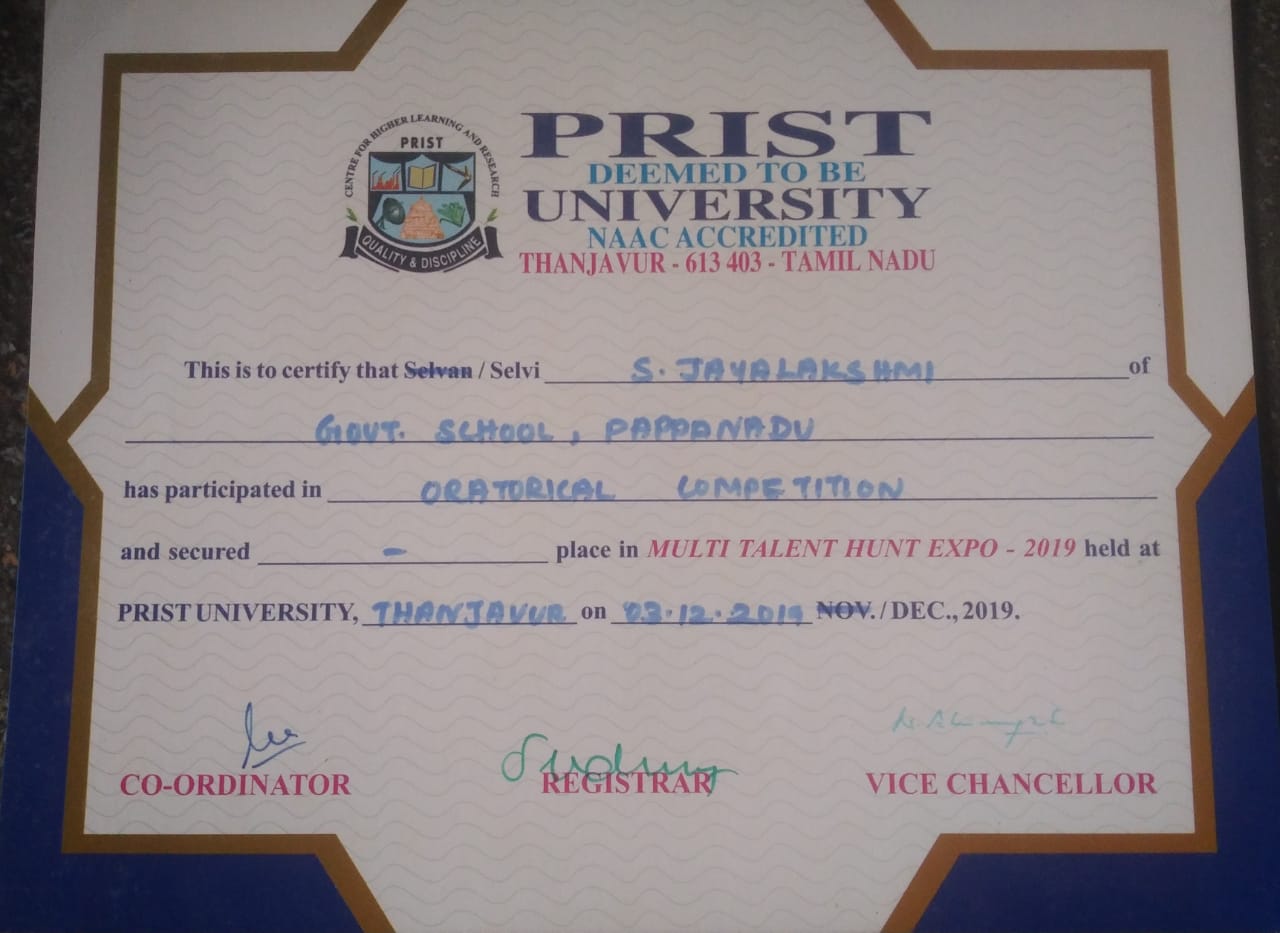 CENTRE FOR HIGHER LEARNING AND RESEARCH
PRIST
QUALITY & DISCIPLINE
PRIST
DEEMED TO BE
UNIVERSITY
NAAC ACCREDITED
THANJAVUR - 613 403 - TAMIL NADU
This is to certify that Selvan / Selvi S. JAYALAKSHMI of
GOVT. SCHOOL, PAPPANADU
has participated in ORATORICAL COMPETITION
and secured - place in MULTI TALENT HUNT EXPO - 2019 held at
PRIST UNIVERSITY, THANJAVUR on 03.12.2019 NOV. / DEC., 2019.
CO-ORDINATOR REGISTRAR VICE CHANCELLOR